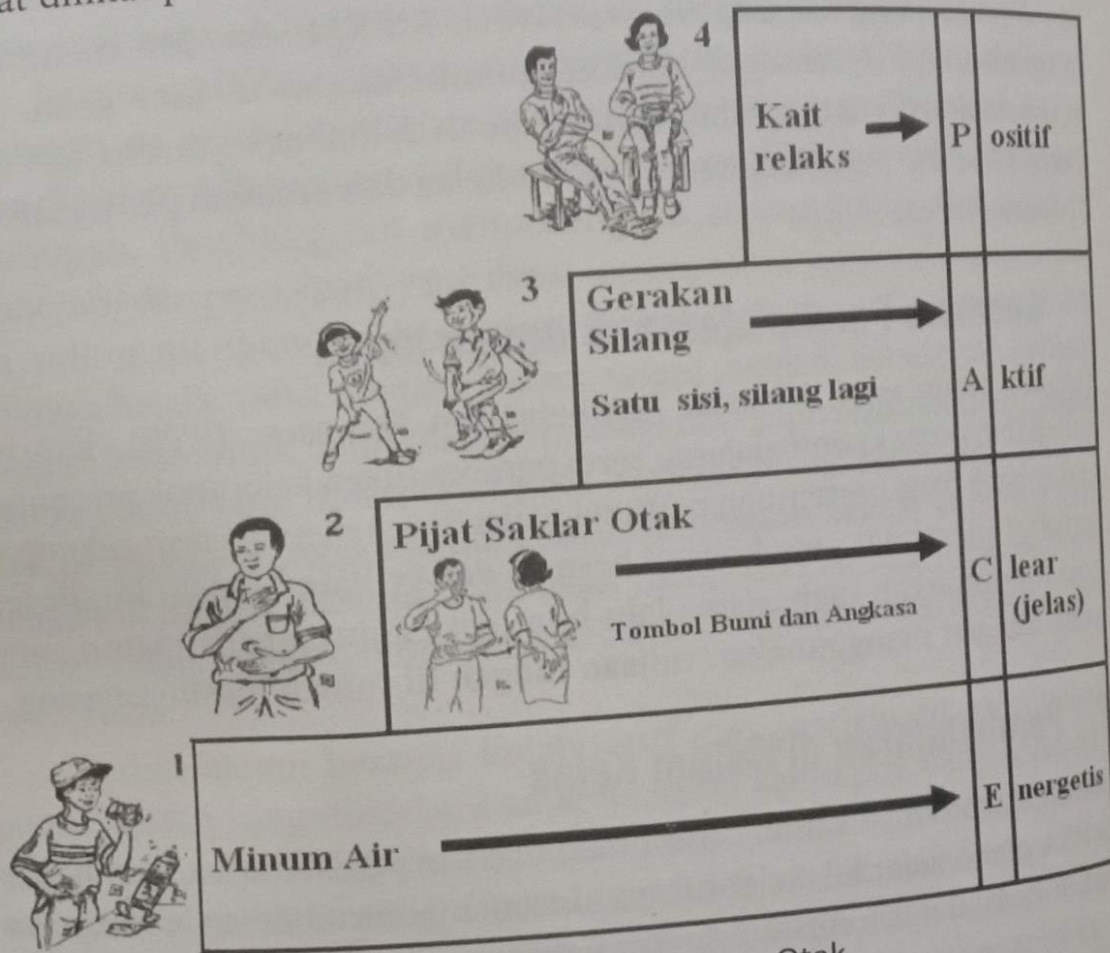 4
Kait
relaks
P ositif
3
Gerakan
Silang
Satu sisi, silang lagi
A ktif
2
Pijat Saklar Otak
Tombol Bumi dan Angkasa
C lear
(jelas)
1
Minum Air
E nergetis